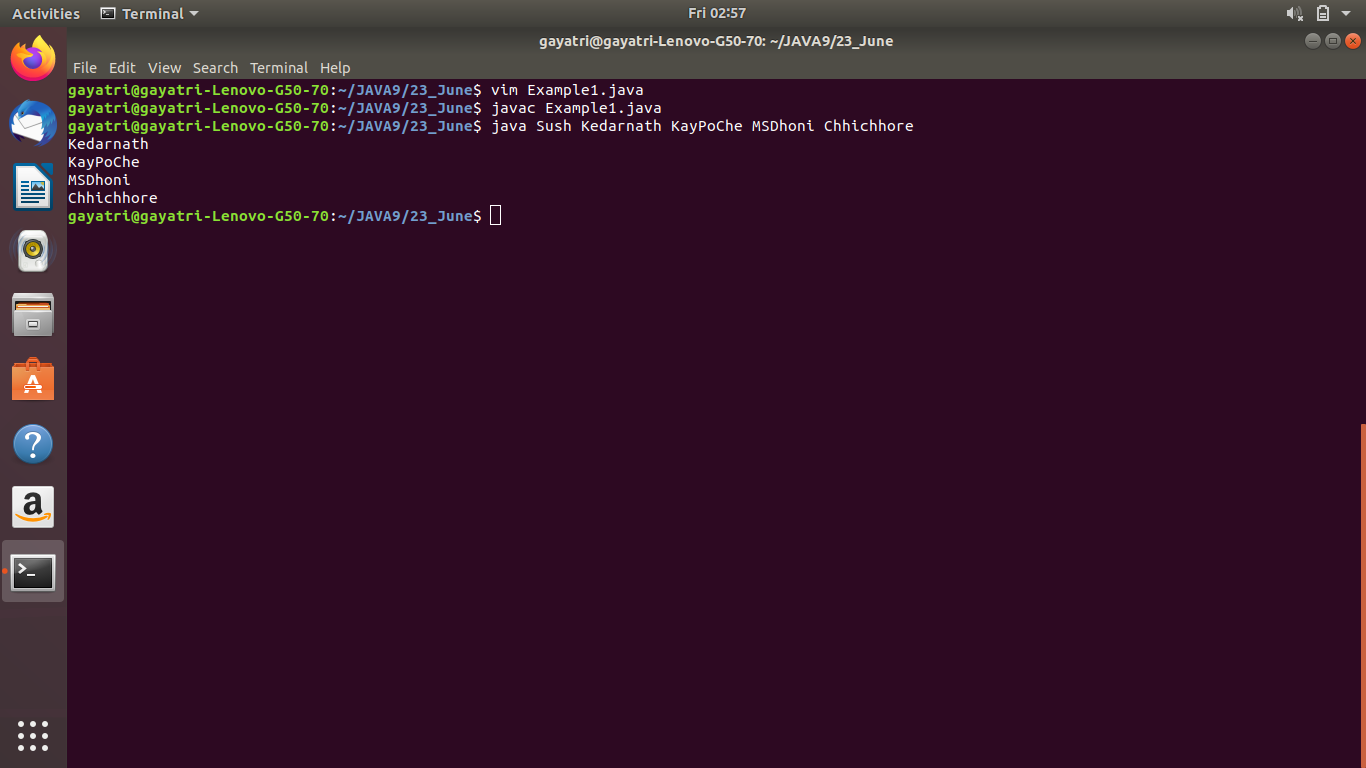 Activities Terminal Fri 02:57
gayatri@gayatri-Lenovo-G50-70: ~/JAVA9/23_June
File Edit View Search Terminal Help
gayatri@gayatri-Lenovo-G50-70:~/JAVA9/23_June$ vim Example1.java
gayatri@gayatri-Lenovo-G50-70:~/JAVA9/23_June$ javac Example1.java
gayatri@gayatri-Lenovo-G50-70:~/JAVA9/23_June$ java Sush Kedarnath KayPoChe MSDhoni Chhichhore
Kedarnath
KayPoChe
MSDhoni
Chhichhore
gayatri@gayatri-Lenovo-G50-70:~/JAVA9/23_June$